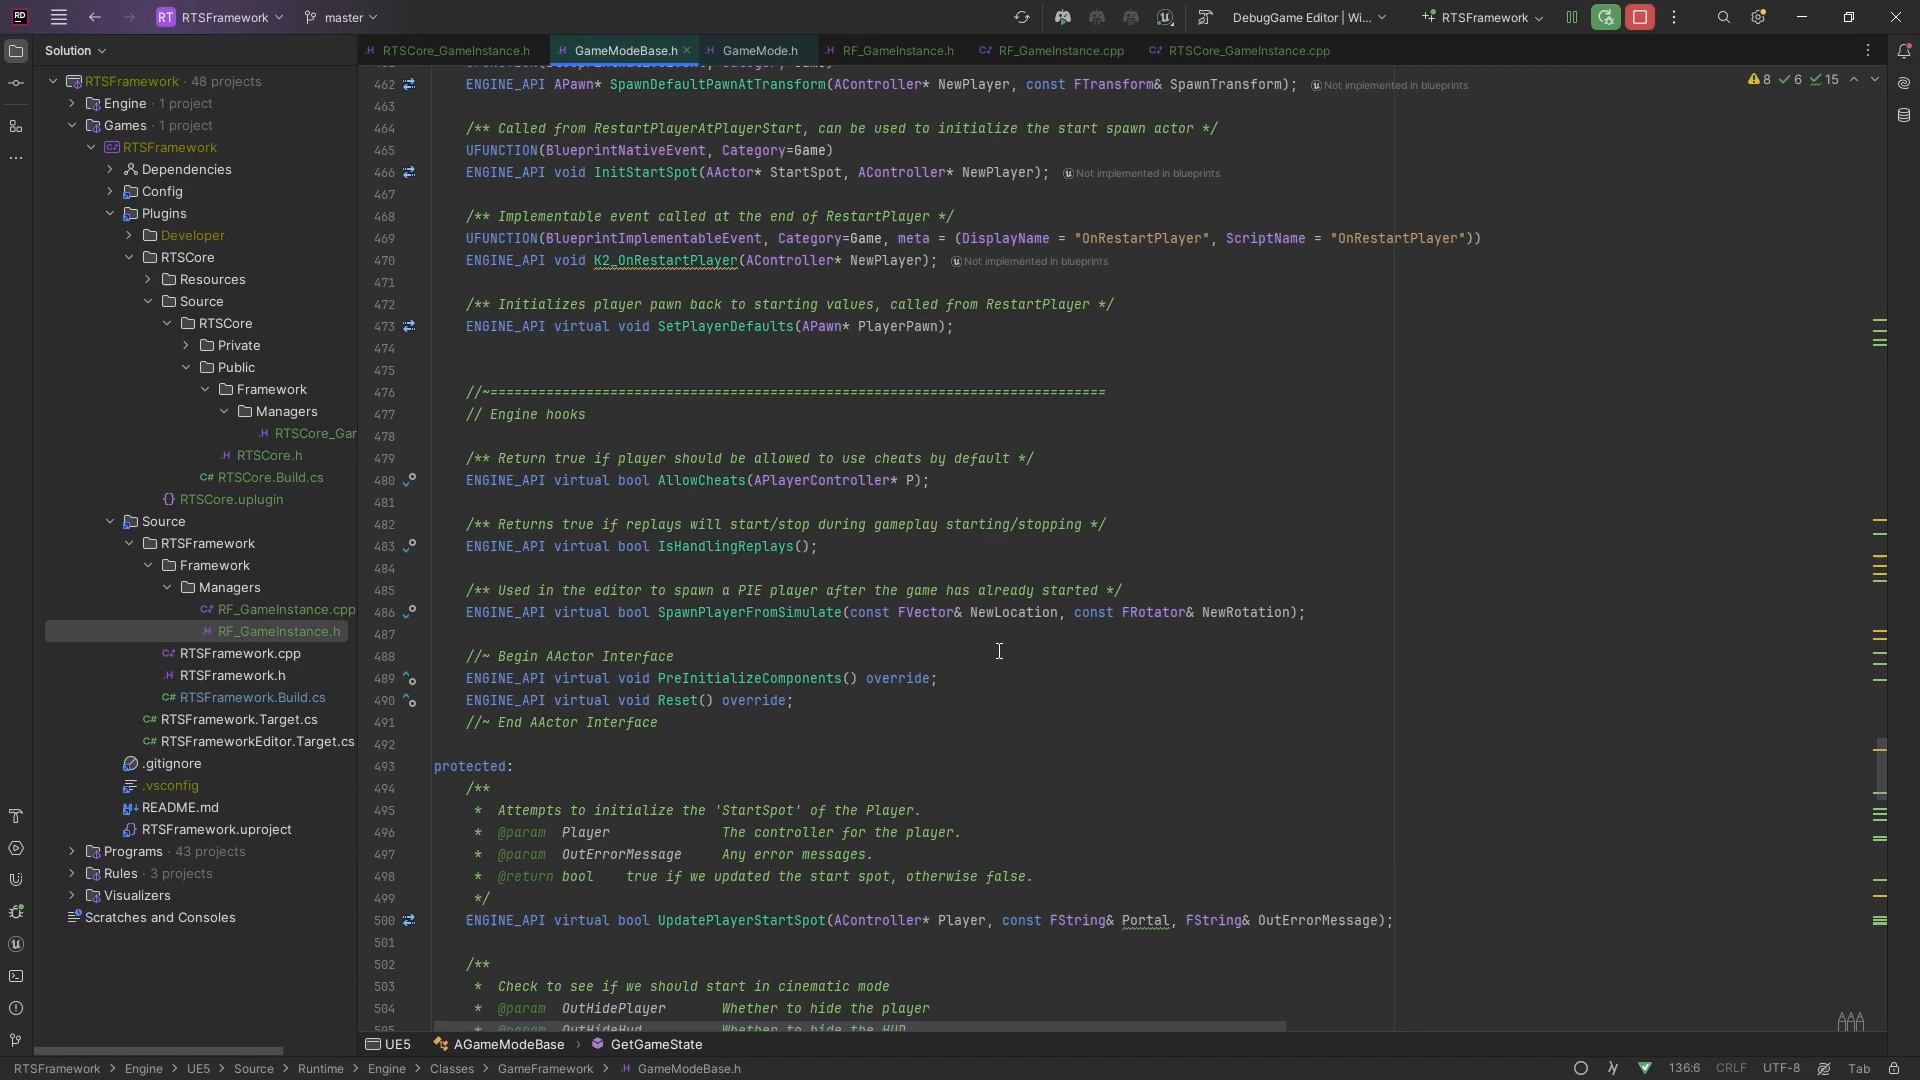 RD
RT RTSFramework
master
DebugGame Editor | Wi...
RTSFramework
Solution
RTSCore_GameInstance.h
GameModeBase.h
GameMode.h
RF_GameInstance.h
RF_GameInstance.cpp
RTSCore_GameInstance.cpp
RTSFramework · 48 projects
Engine · 1 project
Games · 1 project
RTSFramework
Dependencies
Config
Plugins
Developer
RTSCore
Resources
Source
RTSCore
Private
Public
Framework
Managers
RTSCore_Gar
RTSCore.h
RTSCore.Build.cs
RTSCore.uplugin
Source
RTSFramework
Framework
Managers
RF_GameInstance.cpp
RF_GameInstance.h
RTSFramework.cpp
RTSFramework.h
RTSFramework.Build.cs
RTSFramework.Target.cs
RTSFrameworkEditor.Target.cs
.gitignore
.vsconfig
README.md
RTSFramework.uproject
Programs · 43 projects
Rules · 3 projects
Visualizers
Scratches and Consoles
8 6 15
462 ENGINE_API APawn* SpawnDefaultPawnAtTransform(AController* NewPlayer, const FTransform& SpawnTransform); Not implemented in blueprints
463
464 /** Called from RestartPlayerAtPlayerStart, can be used to initialize the start spawn actor */
465 UFUNCTION(BlueprintNativeEvent, Category=Game)
466 ENGINE_API void InitStartSpot(AActor* StartSpot, AController* NewPlayer); Not implemented in blueprints
467
468 /** Implementable event called at the end of RestartPlayer */
469 UFUNCTION(BlueprintImplementableEvent, Category=Game, meta = (DisplayName = "OnRestartPlayer", ScriptName = "OnRestartPlayer"))
470 ENGINE_API void K2_OnRestartPlayer(AController* NewPlayer); Not implemented in blueprints
471
472 /** Initializes player pawn back to starting values, called from RestartPlayer */
473 ENGINE_API virtual void SetPlayerDefaults(APawn* PlayerPawn);
474
475
476 //~=============================================================================
477 // Engine hooks
478
479 /** Return true if player should be allowed to use cheats by default */
480 ENGINE_API virtual bool AllowCheats(APlayerController* P);
481
482 /** Returns true if replays will start/stop during gameplay starting/stopping */
483 ENGINE_API virtual bool IsHandlingReplays();
484
485 /** Used in the editor to spawn a PIE player after the game has already started */
486 ENGINE_API virtual bool SpawnPlayerFromSimulate(const FVector& NewLocation, const FRotator& NewRotation);
487
488 //~ Begin AActor Interface
489 ENGINE_API virtual void PreInitializeComponents() override;
490 ENGINE_API virtual void Reset() override;
491 //~ End AActor Interface
492
493 protected:
494 /**
495 * Attempts to initialize the 'StartSpot' of the Player.
496 * @param Player The controller for the player.
497 * @param OutErrorMessage Any error messages.
498 * @return bool true if we updated the start spot, otherwise false.
499 */
500 ENGINE_API virtual bool UpdatePlayerStartSpot(AController* Player, const FString& Portal, FString& OutErrorMessage);
501
502 /**
503 * Check to see if we should start in cinematic mode
504 * @param OutHidePlayer Whether to hide the player
505 * @param OutHideHud Whether to hide the HUD
UE5 AGameModeBase › GetGameState
RTSFramework › Engine › UE5 › Source › Runtime › Engine › Classes › GameFramework › GameModeBase.h
136:6 CRLF UTF-8 Tab